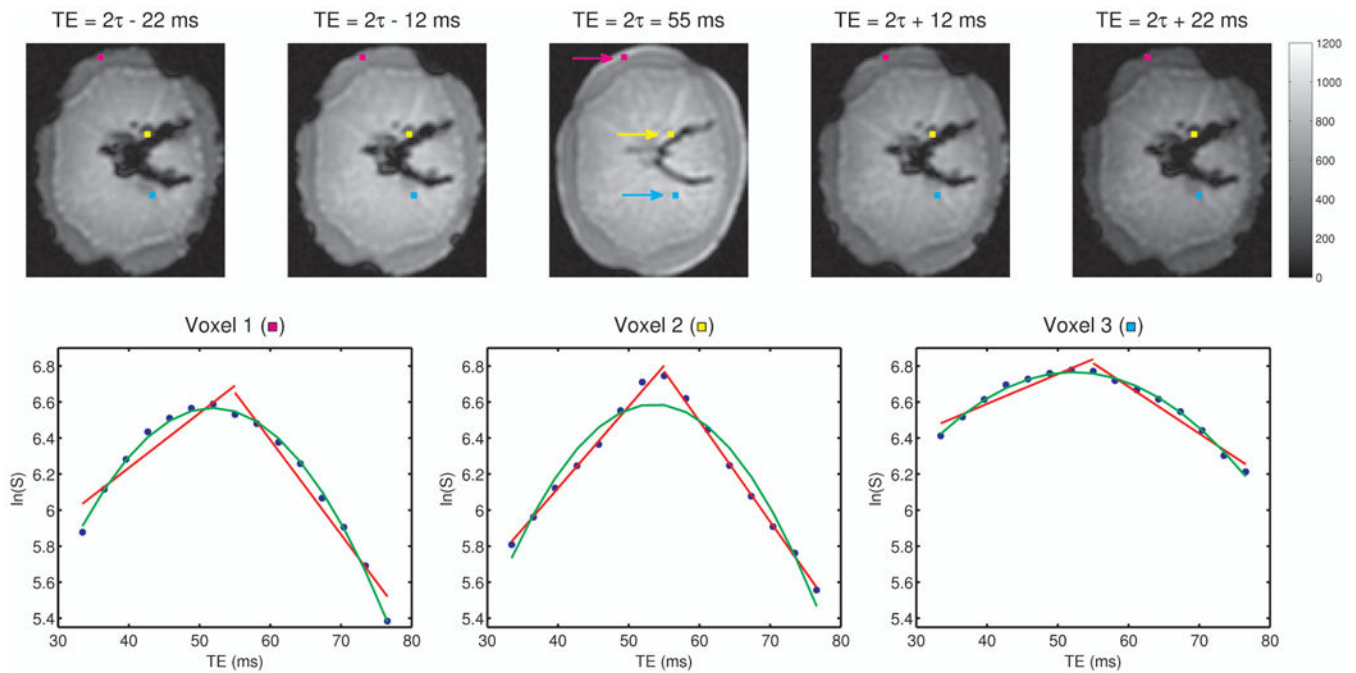 TE = 2τ - 22 ms
TE = 2τ - 12 ms
TE = 2τ = 55 ms
TE = 2τ + 12 ms
TE = 2τ + 22 ms
1200
1000
800
600
400
200
0
Voxel 1 ( )
6.8
6.6
6.4
6.2
6
5.8
5.6
5.4
ln(S)
30 40 50 60 70 80
TE (ms)
Voxel 2 ( )
6.8
6.6
6.4
6.2
6
5.8
5.6
5.4
ln(S)
30 40 50 60 70 80
TE (ms)
Voxel 3 ( )
6.8
6.6
6.4
6.2
6
5.8
5.6
5.4
ln(S)
30 40 50 60 70 80
TE (ms)